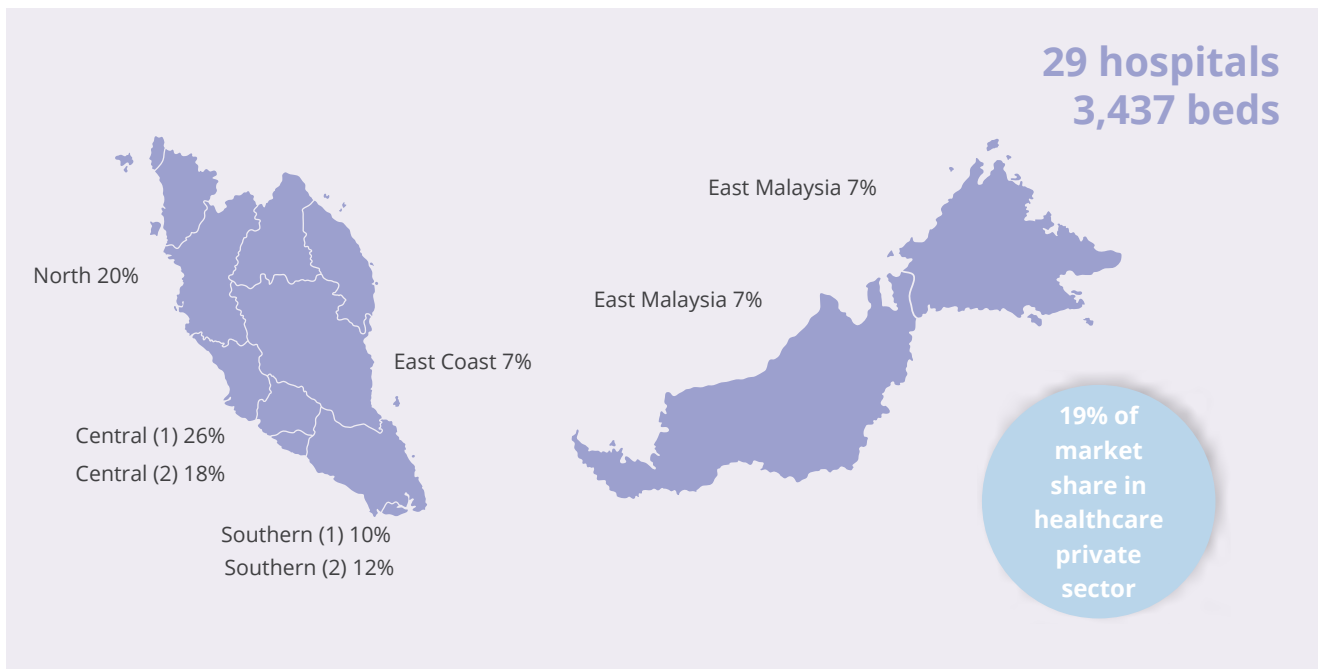 29 hospitals
3,437 beds
East Malaysia 7%
North 20%
East Malaysia 7%
East Coast 7%
Central (1) 26%
Central (2) 18%
Southern (1) 10%
Southern (2) 12%
19% of
market
share in
healthcare
private
sector